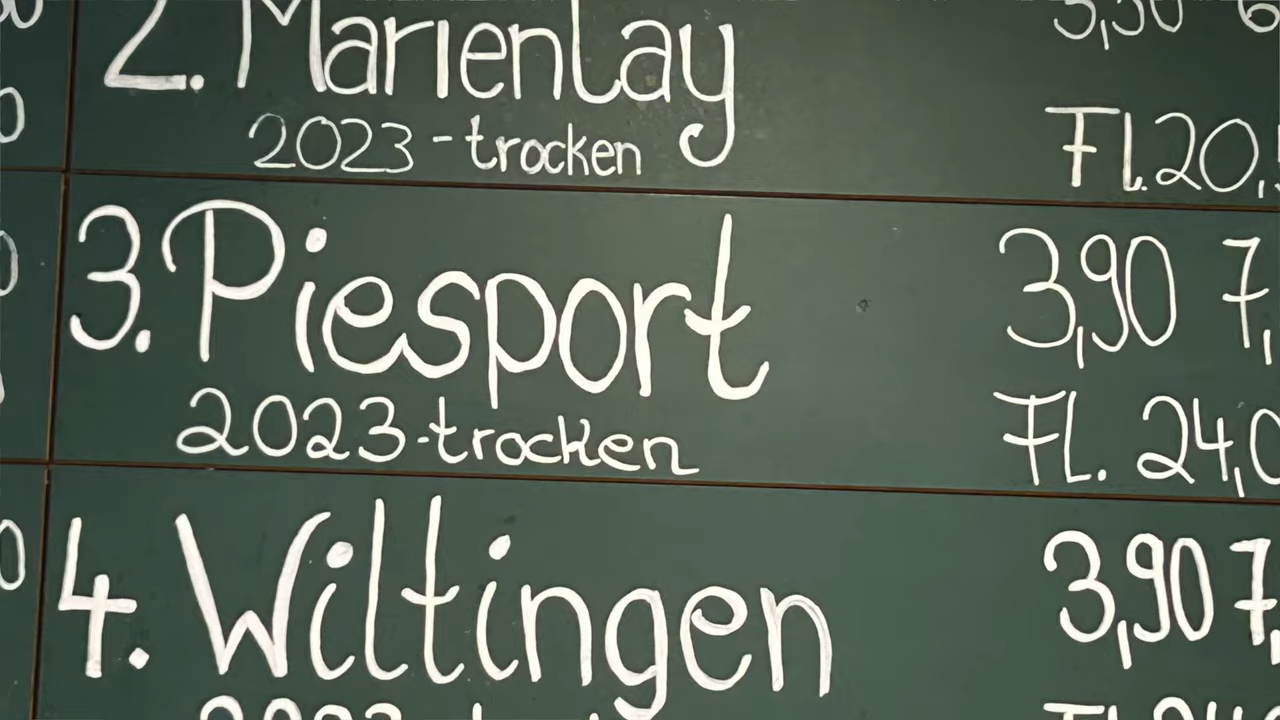 2. Marienlay
2023 - trocken
Fl. 20,
3. Piesport 3,90 7,
2023 - trocken
Fl. 24,0
4. Wiltingen 3,90 7,